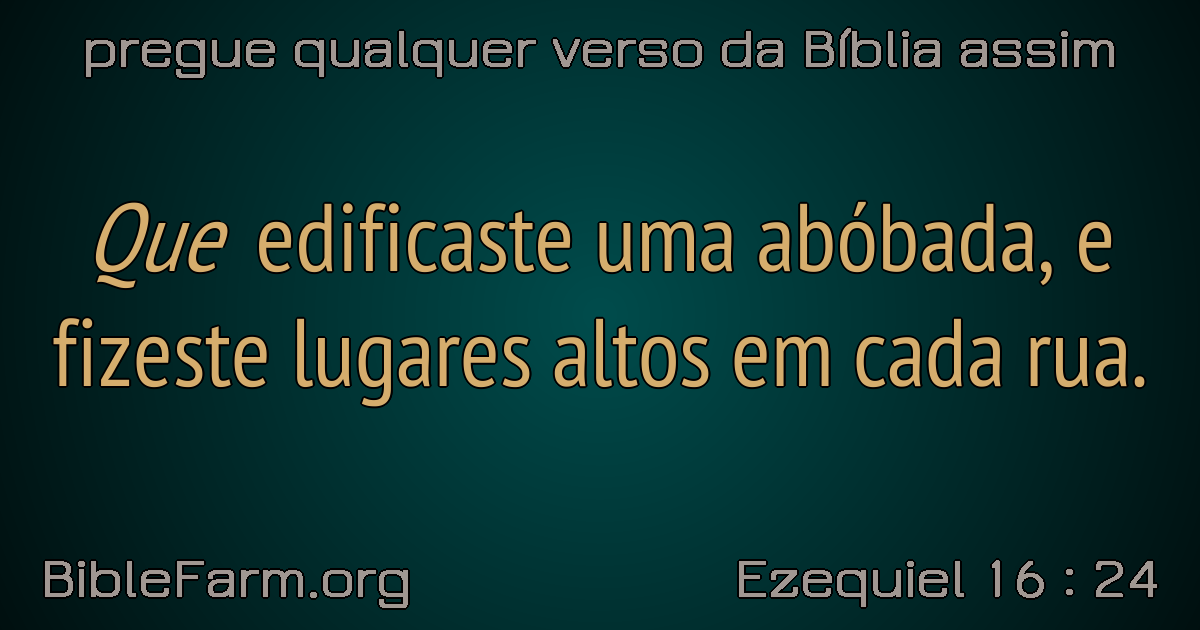 pregue qualquer verso da Bíblia assim
Que edificaste uma abóbada, e
fizeste lugares altos em cada rua.
BibleFarm.org
Ezequiel 16 : 24